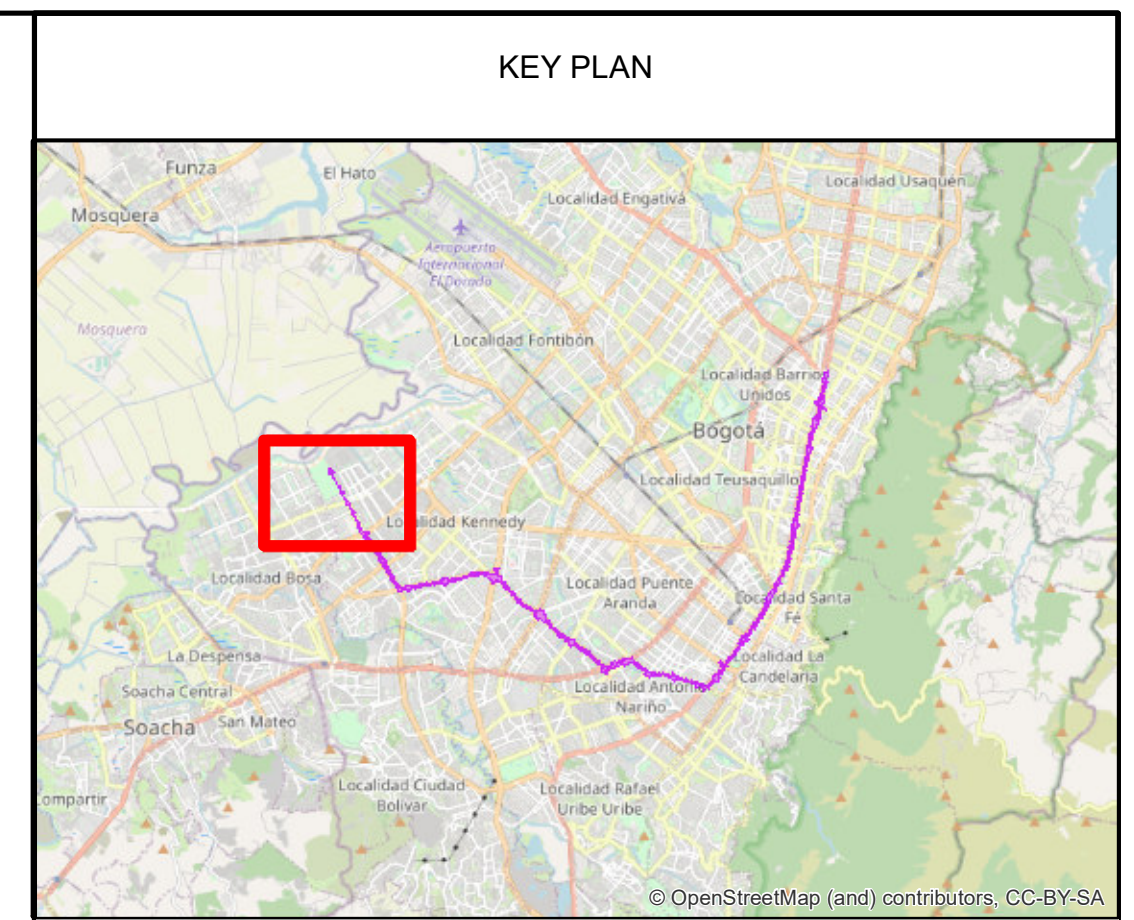 KEY PLAN
Funza
El Hato
Localidad Usaquén
Localidad Engativá
Mosquera
Aeropuerto
Internacional
El Dorado
Mosquera
Localidad Fontibón
Localidad Barrios
Unidos
Bogotá
Localidad Teusaquillo
Localidad Kennedy
Localidad Bosa
Localidad Puente
Aranda
Localidad Santa
Fé
La Despensa
Localidad La
Candelaria
Soacha Central
Localidad Antonio
Nariño
San Mateo
Soacha
Localidad Ciudad
Bolívar
Localidad Rafael
Uribe Uribe
ompartir
© OpenStreetMap (and) contributors, CC-BY-SA